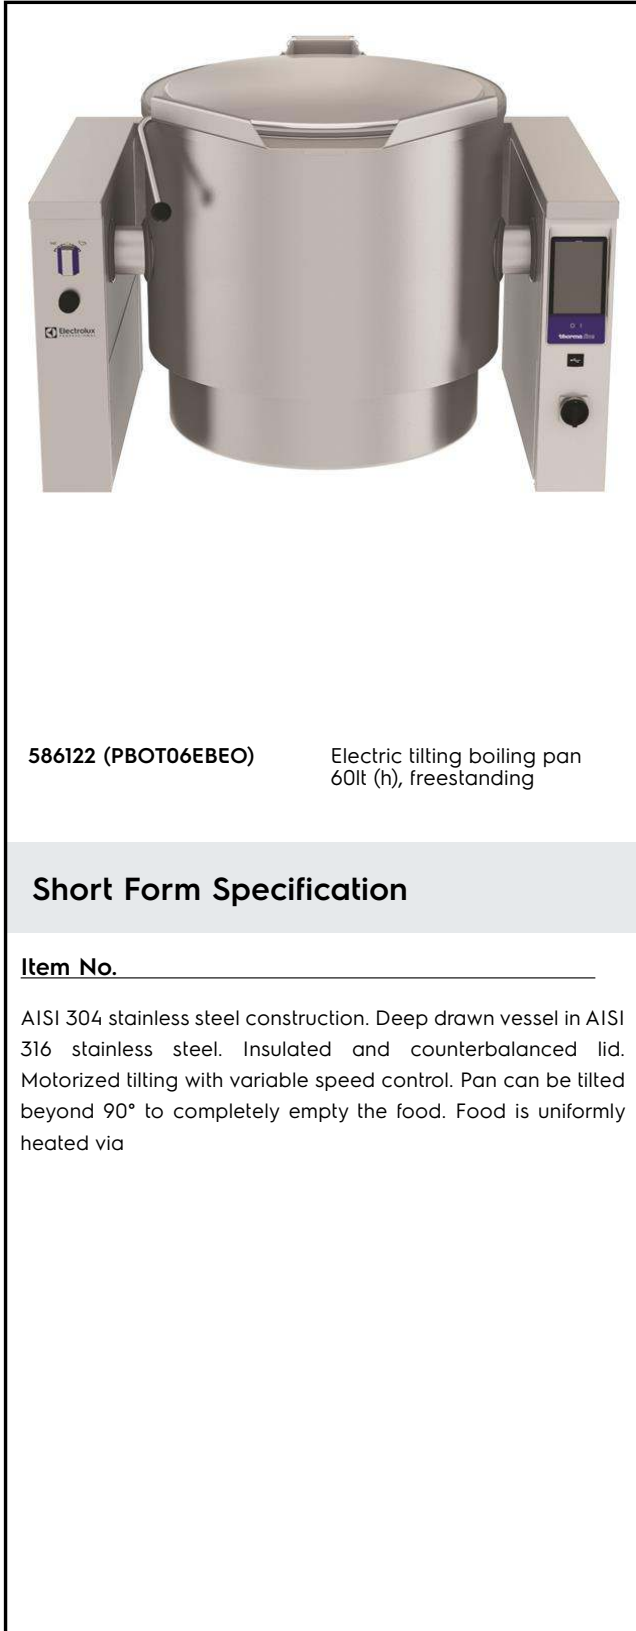 Electrolux
PROFESSIONAL
thermaline
586122 (PBOT06EBEO)
Electric tilting boiling pan
60lt (h), freestanding
Short Form Specification
Item No.
AISI 304 stainless steel construction. Deep drawn vessel in AISI
316 stainless steel. Insulated and counterbalanced lid.
Motorized tilting with variable speed control. Pan can be tilted
beyond 90° to completely empty the food. Food is uniformly
heated via